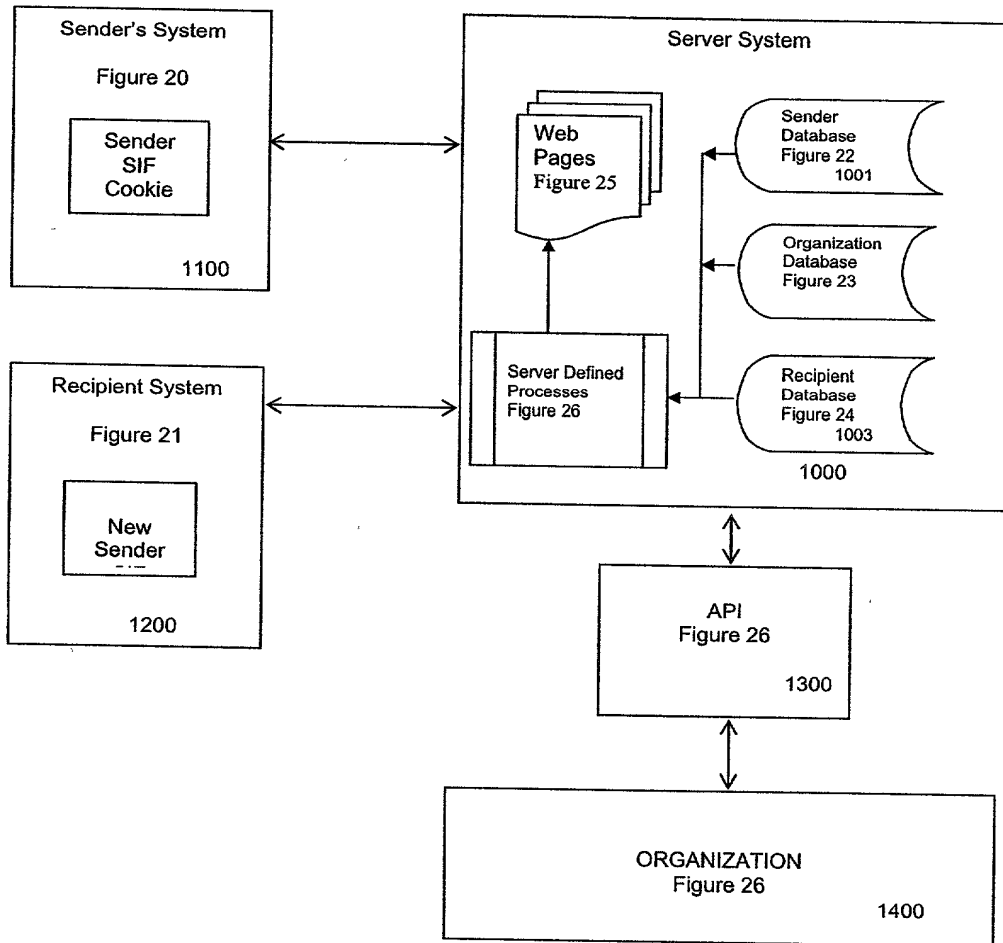 Sender's System
Figure 20
Sender
SIF
Cookie
1100
Server System
Web
Pages
Figure 25
Sender
Database
Figure 22
1001
Organization
Database
Figure 23
Server Defined
Processes
Figure 26
Recipient
Database
Figure 24
1003
1000
Recipient System
Figure 21
New
Sender
1200
API
Figure 26
1300
ORGANIZATION
Figure 26
1400